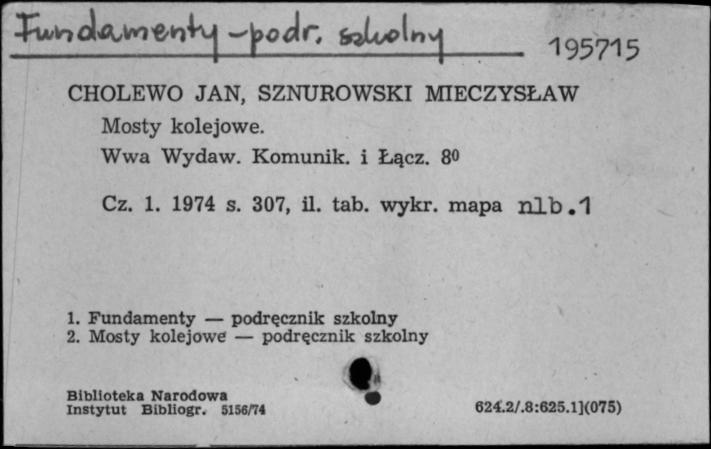 Fundamenty - podr. szkolny
195715
CHOLEWO JAN, SZNUROWSKI MIECZYSŁAW
Mosty kolejowe.
Wwa Wydaw. Komunik. i Łącz. 8⁰
Cz. 1. 1974 s. 307, il. tab. wykr. mapa nlb.1
1. Fundamenty — podręcznik szkolny
2. Mosty kolejowe — podręcznik szkolny
Biblioteka Narodowa
Instytut Bibliogr. 5156/74
624.2/.8:625.1](075)